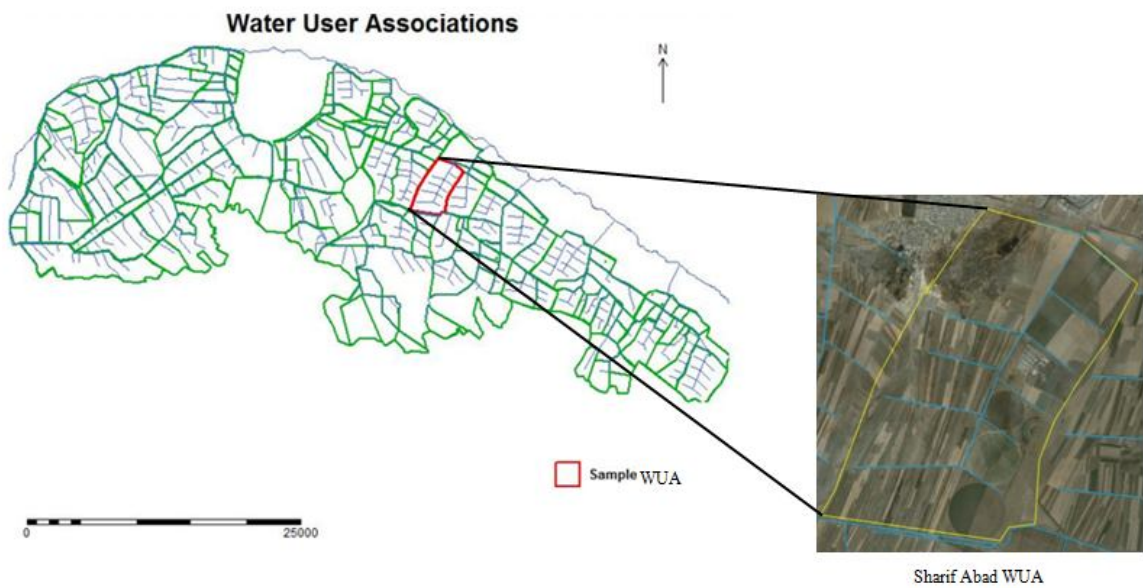 Water User Associations
N
Sample WUA
0
25000
Sharif Abad WUA